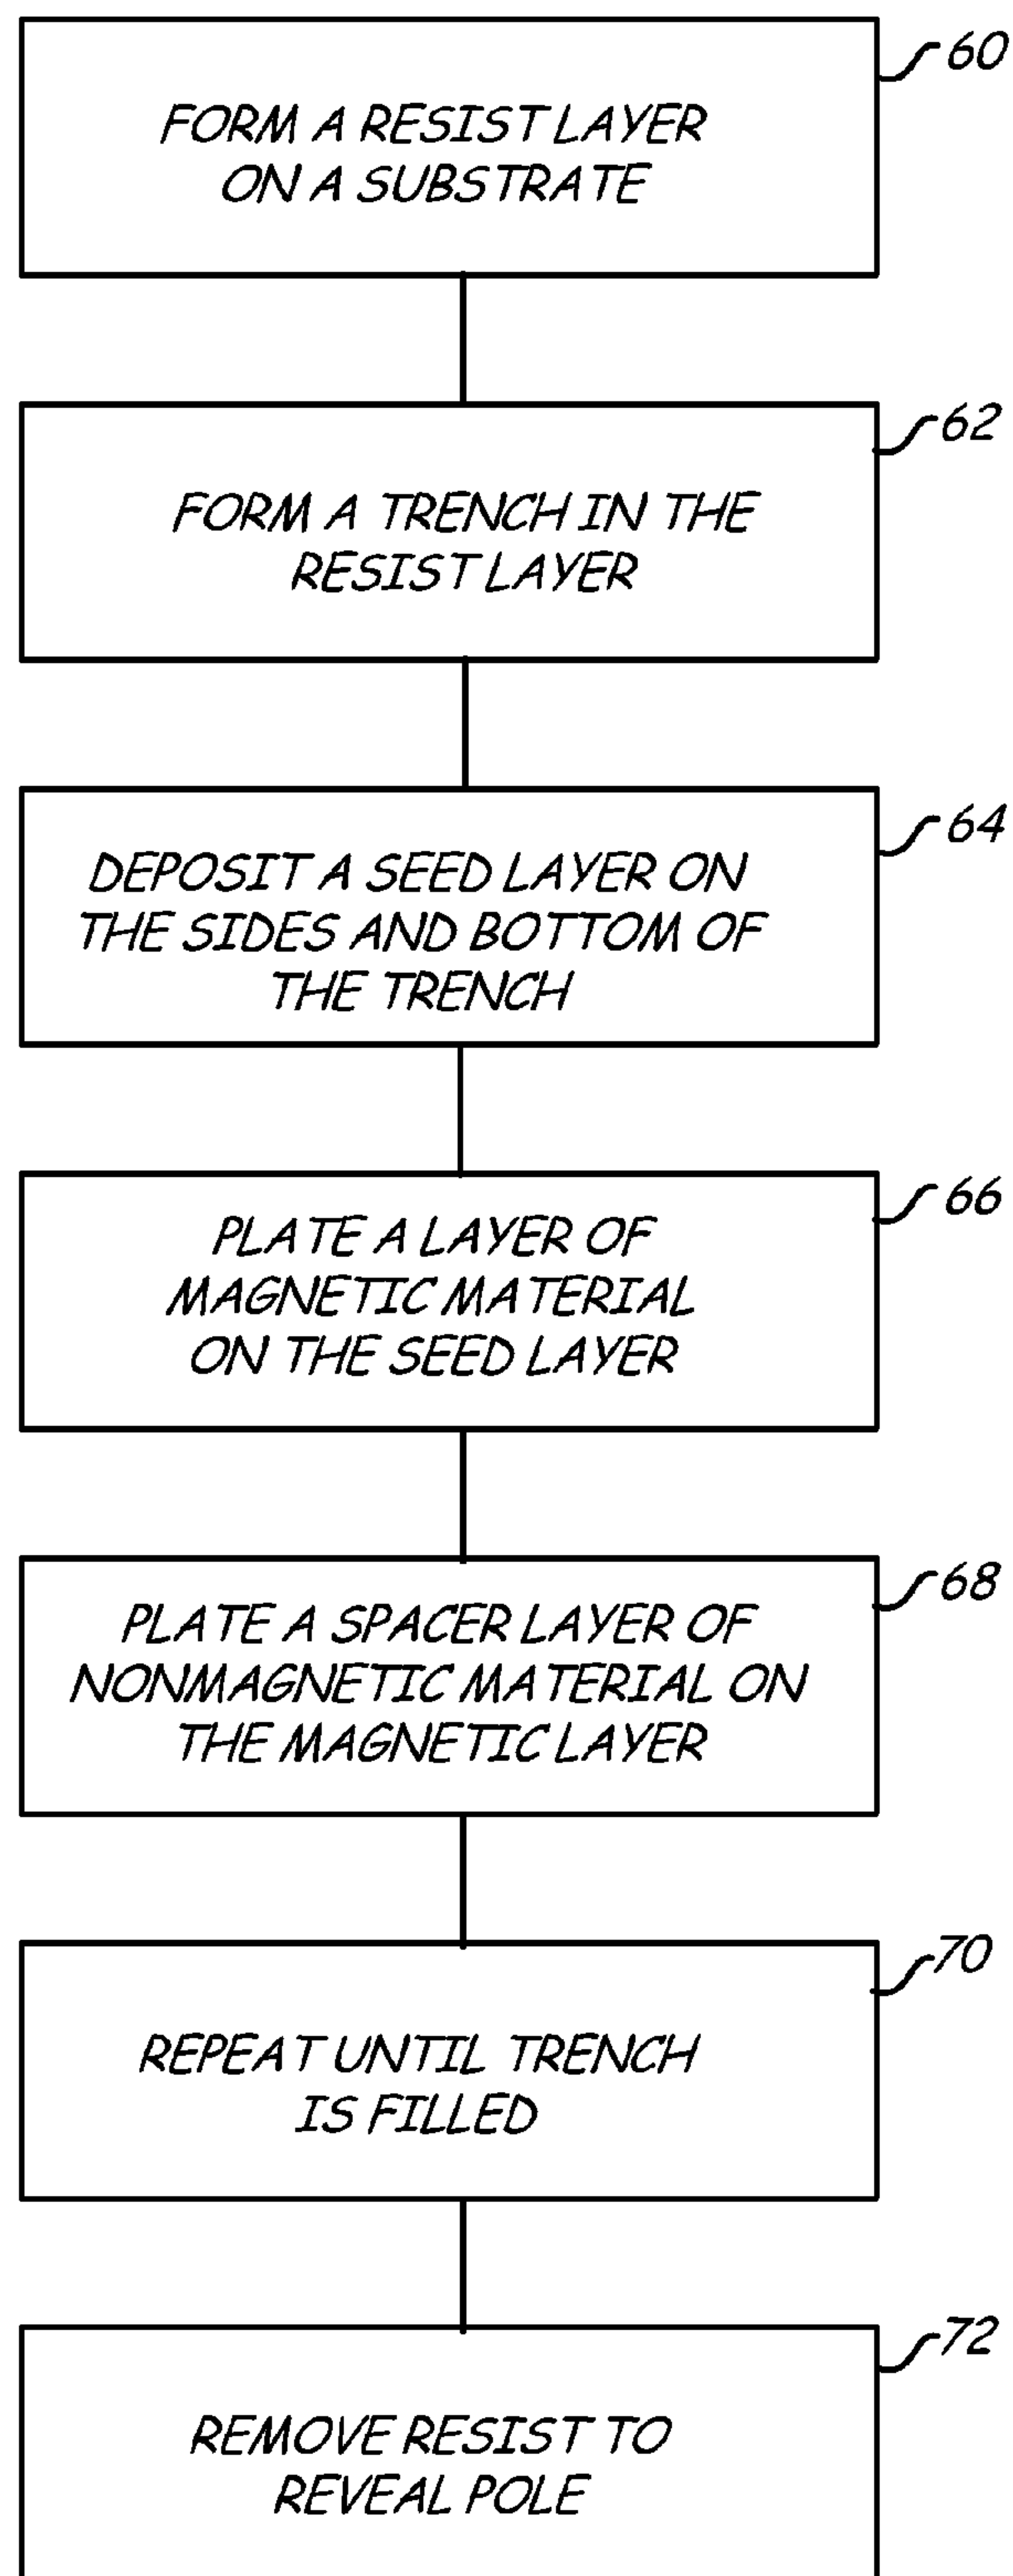 60
FORM A RESIST LAYER
ON A SUBSTRATE
62
FORM A TRENCH IN THE
RESIST LAYER
64
DEPOSIT A SEED LAYER ON
THE SIDES AND BOTTOM OF
THE TRENCH
66
PLATE A LAYER OF
MAGNETIC MATERIAL
ON THE SEED LAYER
68
PLATE A SPACER LAYER OF
NONMAGNETIC MATERIAL ON
THE MAGNETIC LAYER
70
REPEAT UNTIL TRENCH
IS FILLED
72
REMOVE RESIST TO
REVEAL POLE